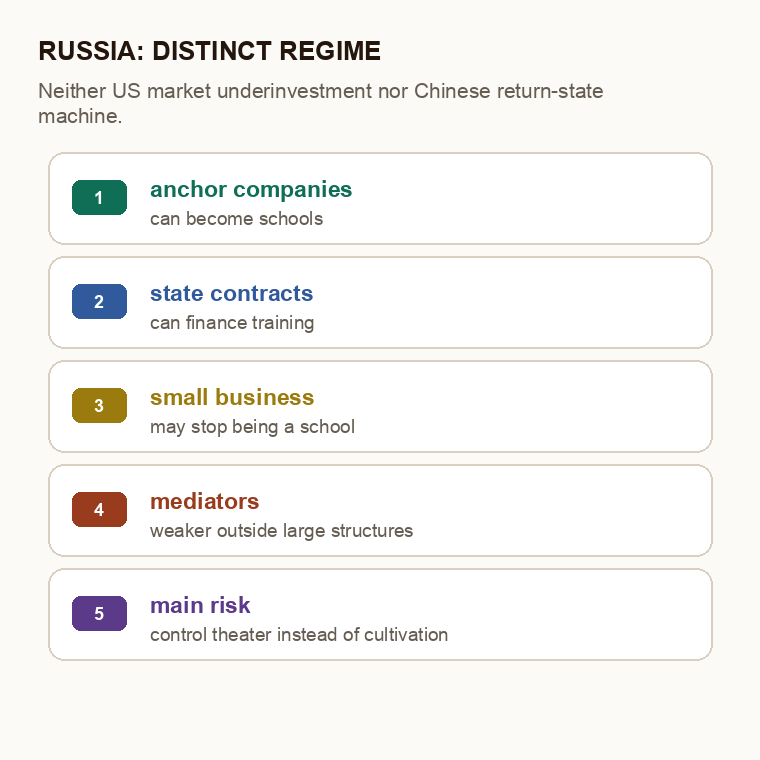 RUSSIA: DISTINCT REGIME
Neither US market underinvestment nor Chinese return-state
machine.
1
anchor companies
can become schools
2
state contracts
can finance training
3
small business
may stop being a school
4
mediators
weaker outside large structures
5
main risk
control theater instead of cultivation